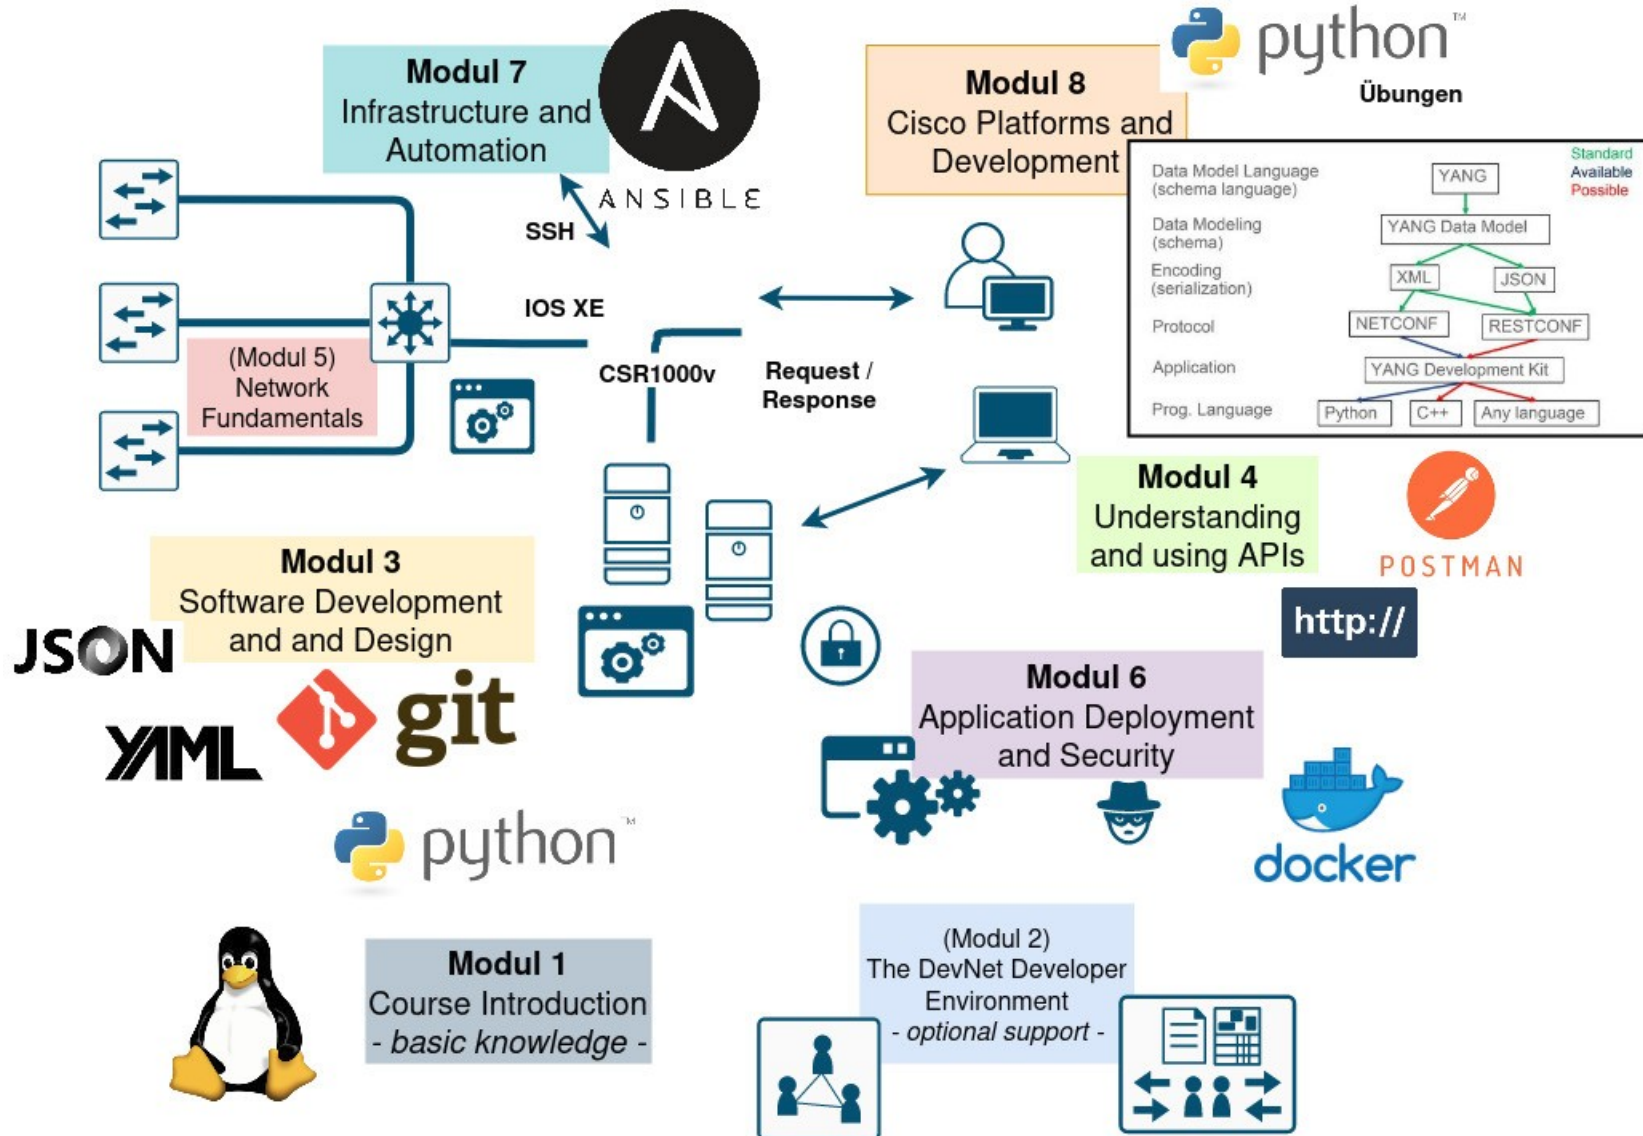 Modul 7
Infrastructure and
Automation
ANSIBLE
SSH
IOS XE
CSR1000v
(Modul 5)
Network
Fundamentals
Request /
Response
Modul 8
Cisco Platforms and
Development
python™
Übungen
Standard
Available
Possible
Data Model Language
(schema language)
YANG
Data Modeling
(schema)
YANG Data Model
Encoding
(serialization)
XML
JSON
Protocol
NETCONF
RESTCONF
Application
YANG Development Kit
Prog. Language
Python
C++
Any language
Modul 4
Understanding
and using APIs
POSTMAN
http://
Modul 3
Software Development
and and Design
JSON
YAML
git
python™
Modul 6
Application Deployment
and Security
docker
Modul 1
Course Introduction
- basic knowledge -
(Modul 2)
The DevNet Developer
Environment
- optional support -